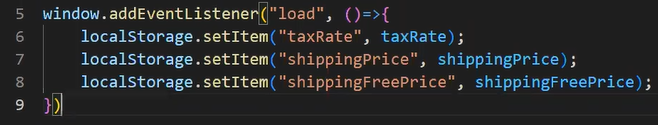 5 window.addEventListener("load", ()=>{
6 localStorage.setItem("taxRate", taxRate);
7 localStorage.setItem("shippingPrice", shippingPrice);
8 localStorage.setItem("shippingFreePrice", shippingFreePrice);
9 })